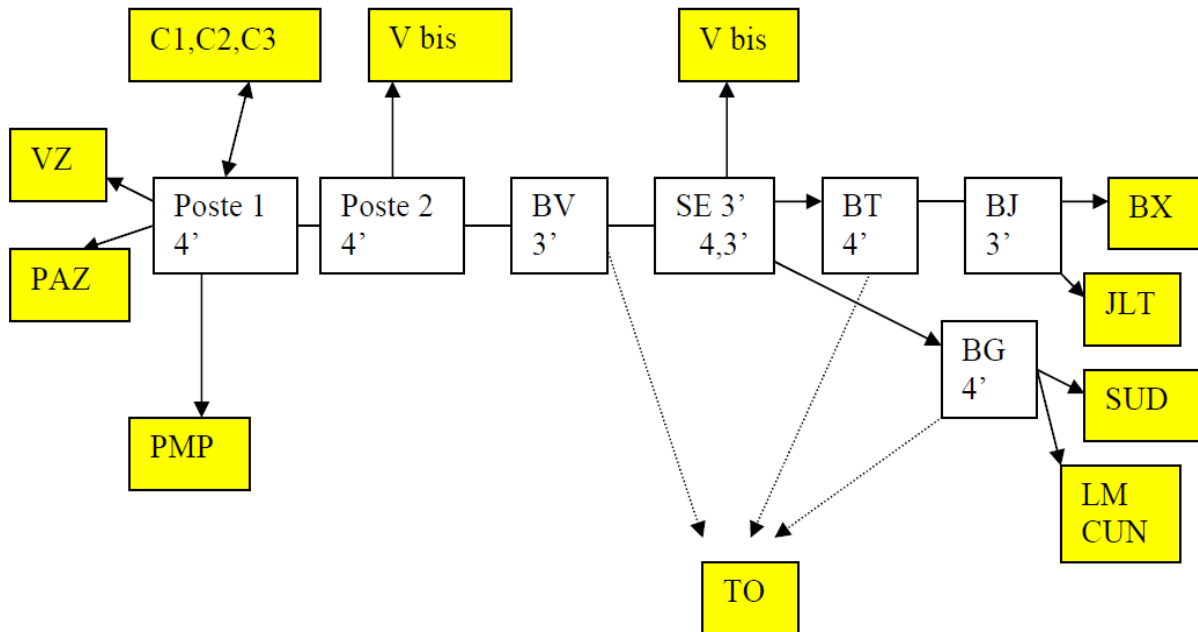 C1,C2,C3
V bis
V bis
VZ
Poste 1
4’
Poste 2
4’
BV
3’
SE 3’
4,3’
BT
4’
BJ
3’
BX
PAZ
JLT
BG
4’
SUD
PMP
LM
CUN
TO